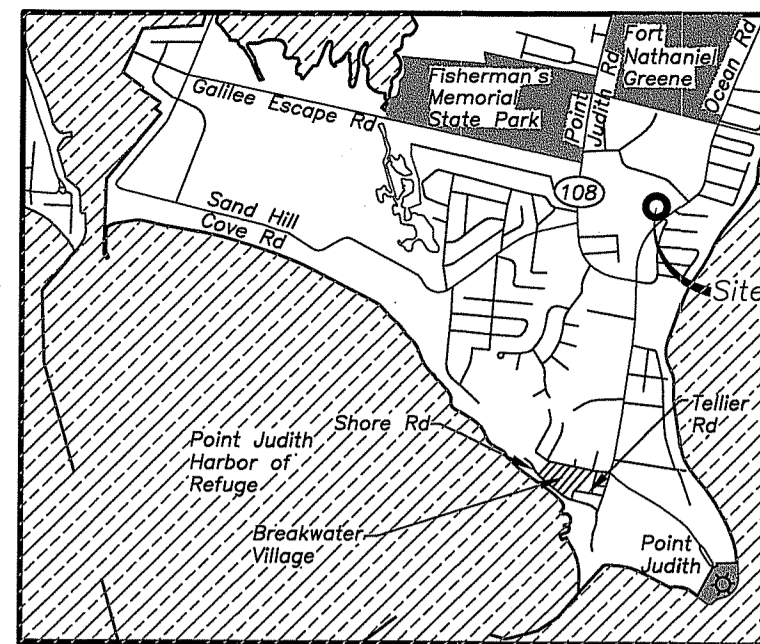 Galilee Escape Rd
Fisherman's
Memorial
State Park
Point
Judith Rd
Fort
Nathaniel
Greene
Ocean Rd
108
Sand Hill
Cove Rd
Site
Point Judith
Harbor of
Refuge
Shore Rd
Tellier
Rd
Breakwater
Village
Point
Judith